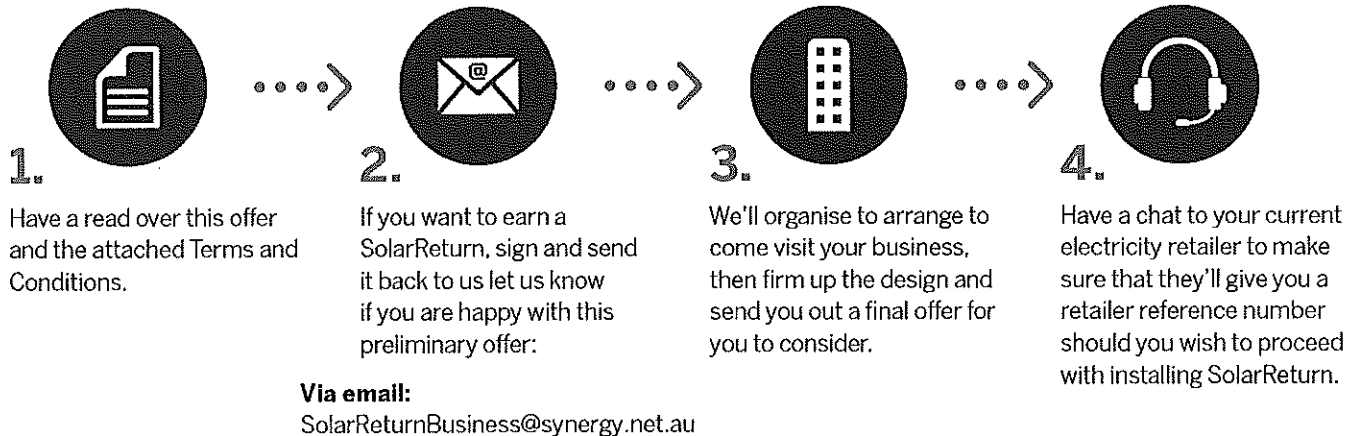 @
1.
Have a read over this offer
and the attached Terms and
Conditions.
2.
If you want to earn a
SolarReturn, sign and send
it back to us let us know
if you are happy with this
preliminary offer:
Via email:
SolarReturnBusiness@synergy.net.au
3.
We'll organise to arrange to
come visit your business,
then firm up the design and
send you out a final offer for
you to consider.
4.
Have a chat to your current
electricity retailer to make
sure that they'll give you a
retailer reference number
should you wish to proceed
with installing SolarReturn.